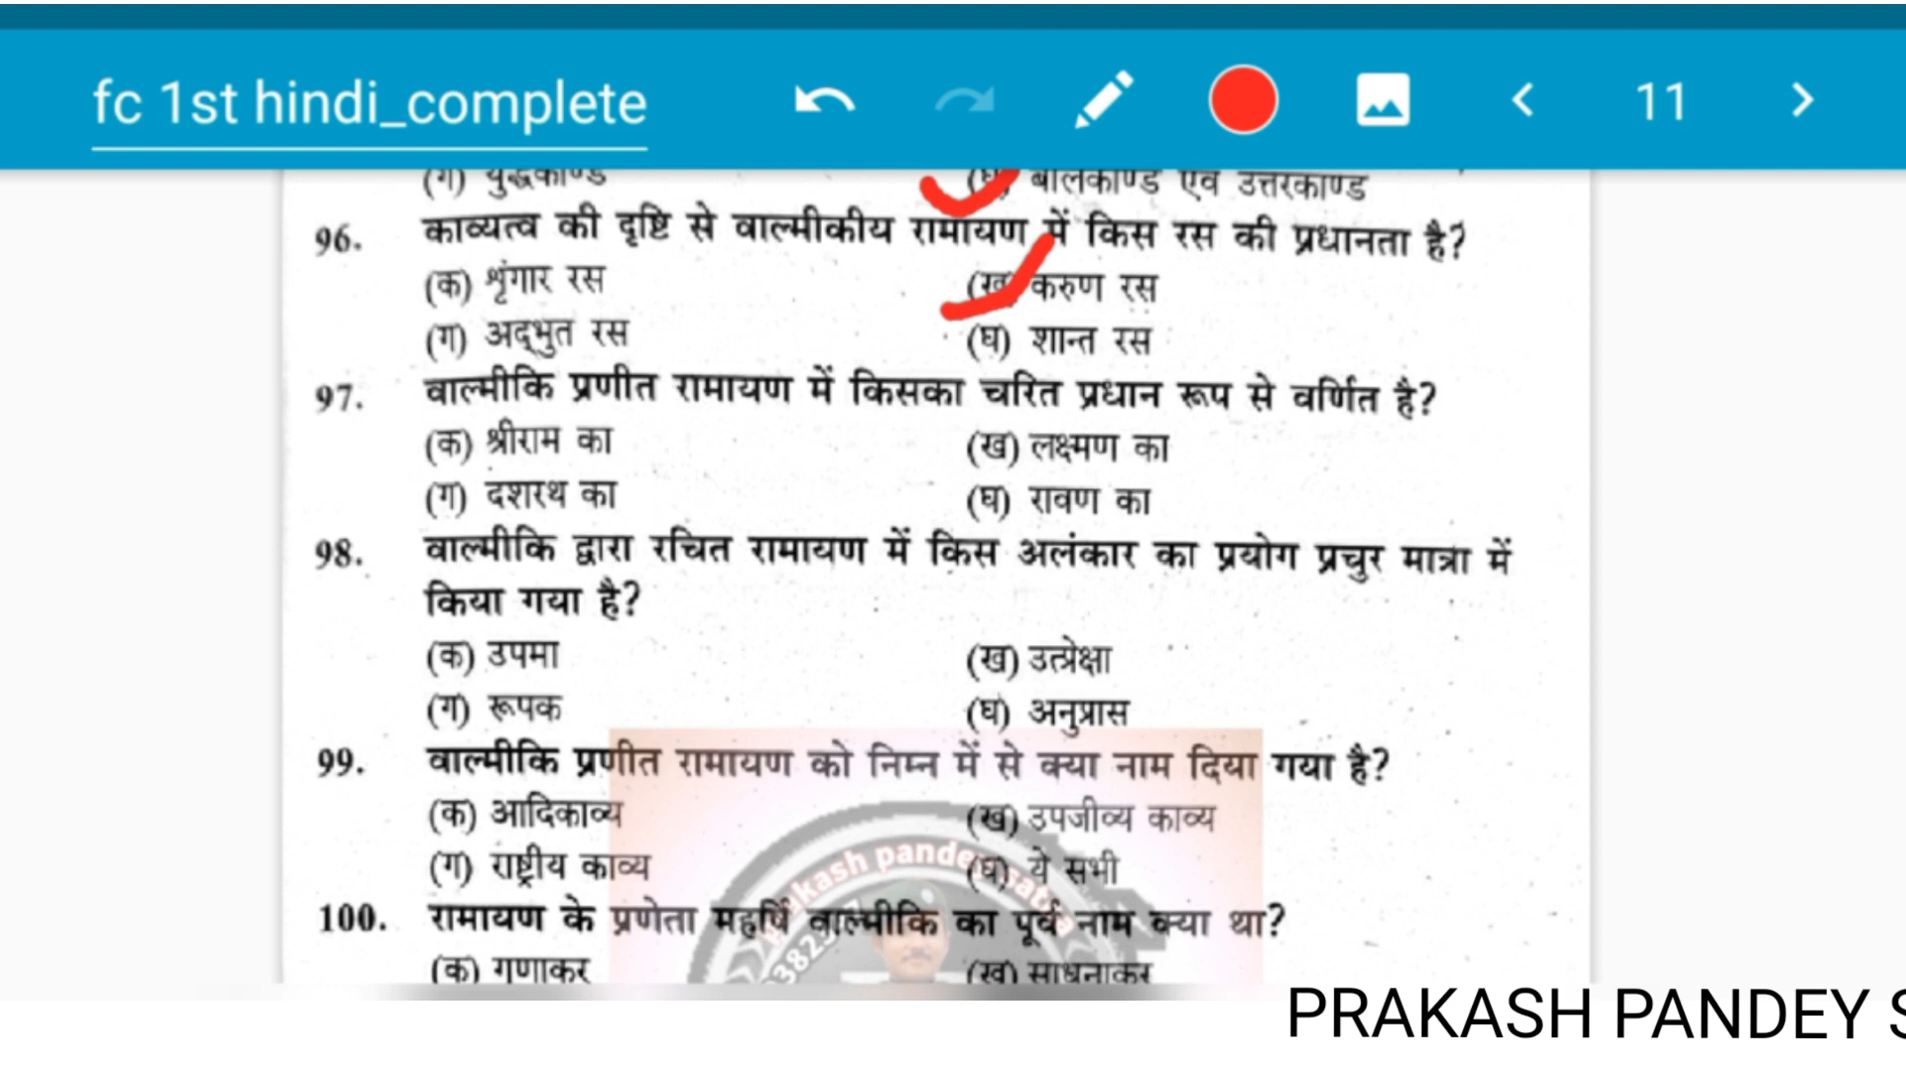 fc 1st hindi_complete
11
(ग) युद्धकाण्ड (घ) बालकाण्ड एवं उत्तरकाण्ड
96. काव्यत्व की दृष्टि से वाल्मीकीय रामायण में किस रस की प्रधानता है?
(क) शृंगार रस (ख) करुण रस
(ग) अद्‌भुत रस (घ) शान्त रस
97. वाल्मीकि प्रणीत रामायण में किसका चरित प्रधान रूप से वर्णित है?
(क) श्रीराम का (ख) लक्ष्मण का
(ग) दशरथ का (घ) रावण का
98. वाल्मीकि द्वारा रचित रामायण में किस अलंकार का प्रयोग प्रचुर मात्रा में
किया गया है?
(क) उपमा (ख) उत्प्रेक्षा
(ग) रूपक (घ) अनुप्रास
99. वाल्मीकि प्रणीत रामायण को निम्न में से क्या नाम दिया गया है?
(क) आदिकाव्य (ख) उपजीव्य काव्य
(ग) राष्ट्रीय काव्य (घ) ये सभी
100. रामायण के प्रणेता महर्षि वाल्मीकि का पूर्व नाम क्या था?
(क) गुणाकर (ख) साधनाकर
PRAKASH PANDEY S